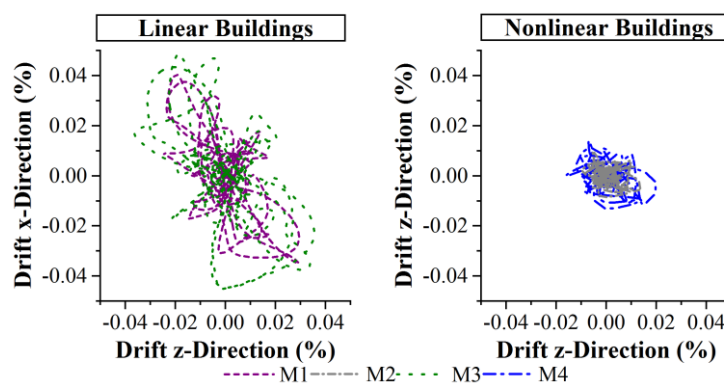 Linear Buildings
Nonlinear Buildings
Drift x-Direction (%)
0.04
0.02
0.00
-0.02
-0.04
-0.04 -0.02 0.00 0.02 0.04
Drift z-Direction (%)
Drift z-Direction (%)
0.04
0.02
0.00
-0.02
-0.04
-0.04 -0.02 0.00 0.02 0.04
Drift z-Direction (%)
M1 M2 M3 M4